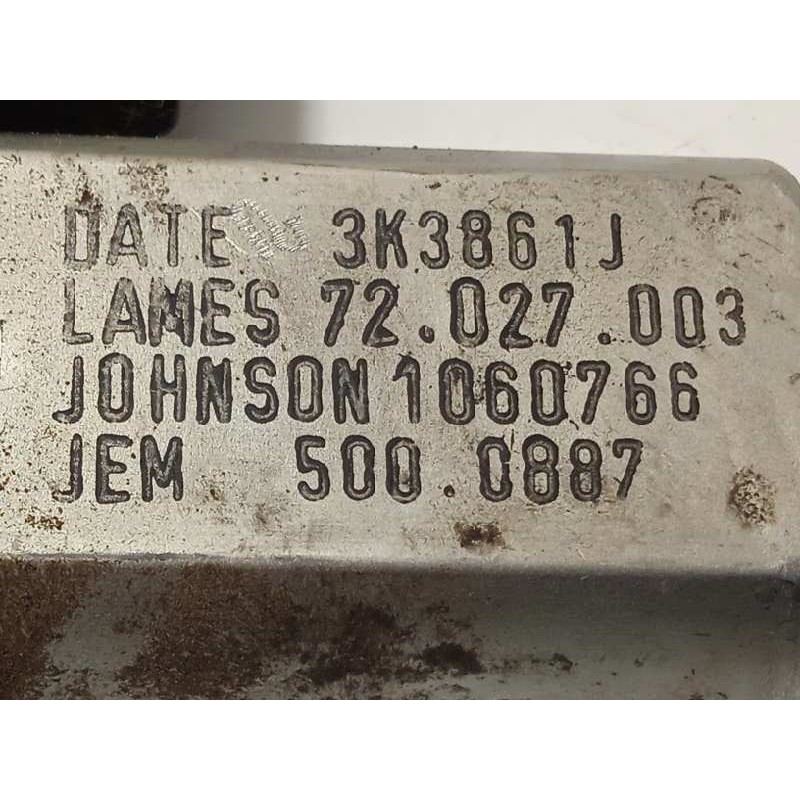 DATE 3K3861J
LAMES 72.027.003
JOHNSON 1060766
JEM 500.0887